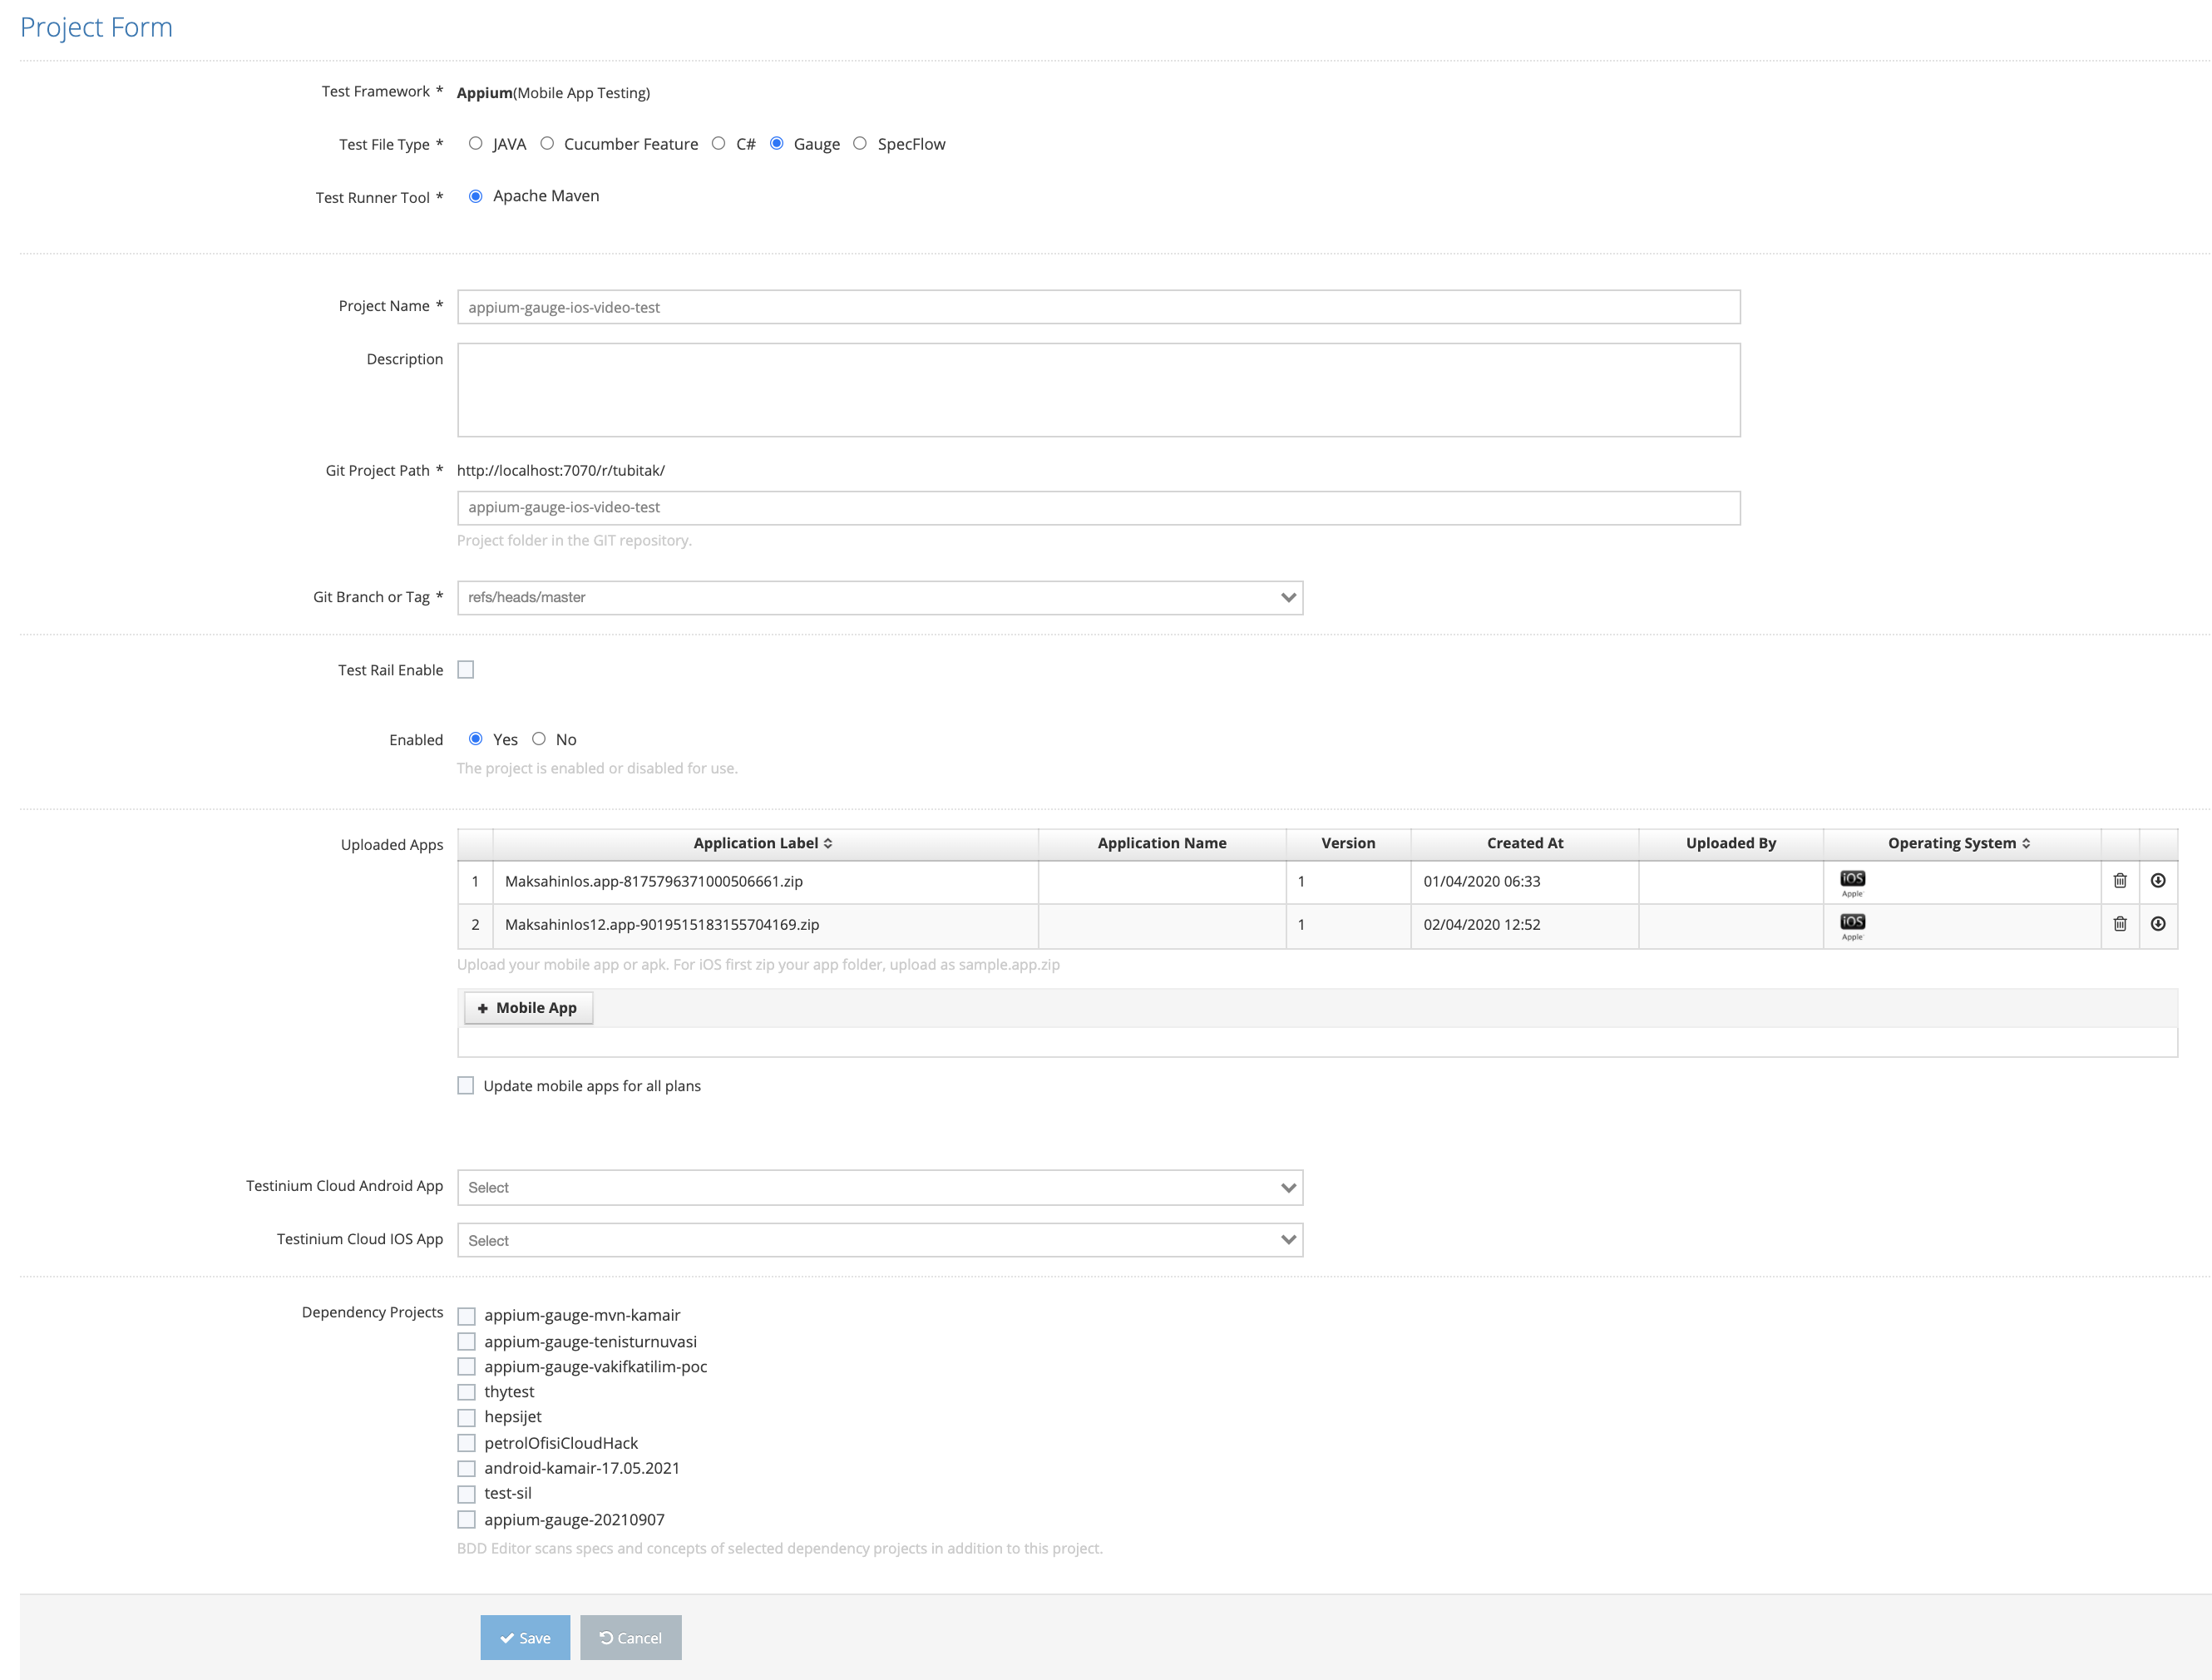 Project Form
Test Framework * Appium(Mobile App Testing)
Test File Type * JAVA Cucumber Feature C# Gauge SpecFlow
Test Runner Tool * Apache Maven
Project Name * appium-gauge-ios-video-test
Description
Git Project Path * http://localhost:7070/r/tubitak/
appium-gauge-ios-video-test
Project folder in the GIT repository.
Git Branch or Tag * refs/heads/master
Test Rail Enable
Enabled Yes No
The project is enabled or disabled for use.
Uploaded Apps Application Label Application Name Version Created At Uploaded By Operating System
1 MaksahinIos.app-8175796371000506661.zip 1 01/04/2020 06:33 iOS Apple
2 MaksahinIos12.app-9019515183155704169.zip 1 02/04/2020 12:52 iOS Apple
Upload your mobile app or apk. For iOS first zip your app folder, upload as sample.app.zip
+ Mobile App
Update mobile apps for all plans
Testinium Cloud Android App Select
Testinium Cloud IOS App Select
Dependency Projects appium-gauge-mvn-kamair
appium-gauge-tenisturnuvasi
appium-gauge-vakifkatilim-poc
thytest
hepsijet
petrolOfisiCloudHack
android-kamair-17.05.2021
test-sil
appium-gauge-20210907
BDD Editor scans specs and concepts of selected dependency projects in addition to this project.
Save Cancel